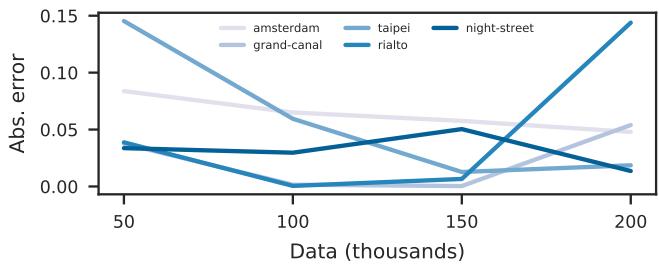 0.15
0.10
0.05
0.00
Abs. error
amsterdam
grand-canal
taipei
rialto
night-street
50
100
150
200
Data (thousands)